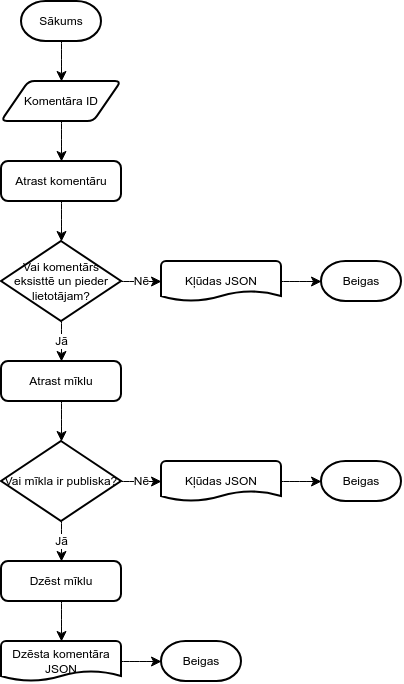 Sākums
Komentāra ID
Atrast komentāru
Vai komentārs
eksisttē un pieder
lietotājam?
Nē
Kļūdas JSON
Beigas
Jā
Atrast mīklu
Vai mīkla ir publiska?
Nē
Kļūdas JSON
Beigas
Jā
Dzēst mīklu
Dzēsta komentāra
JSON
Beigas